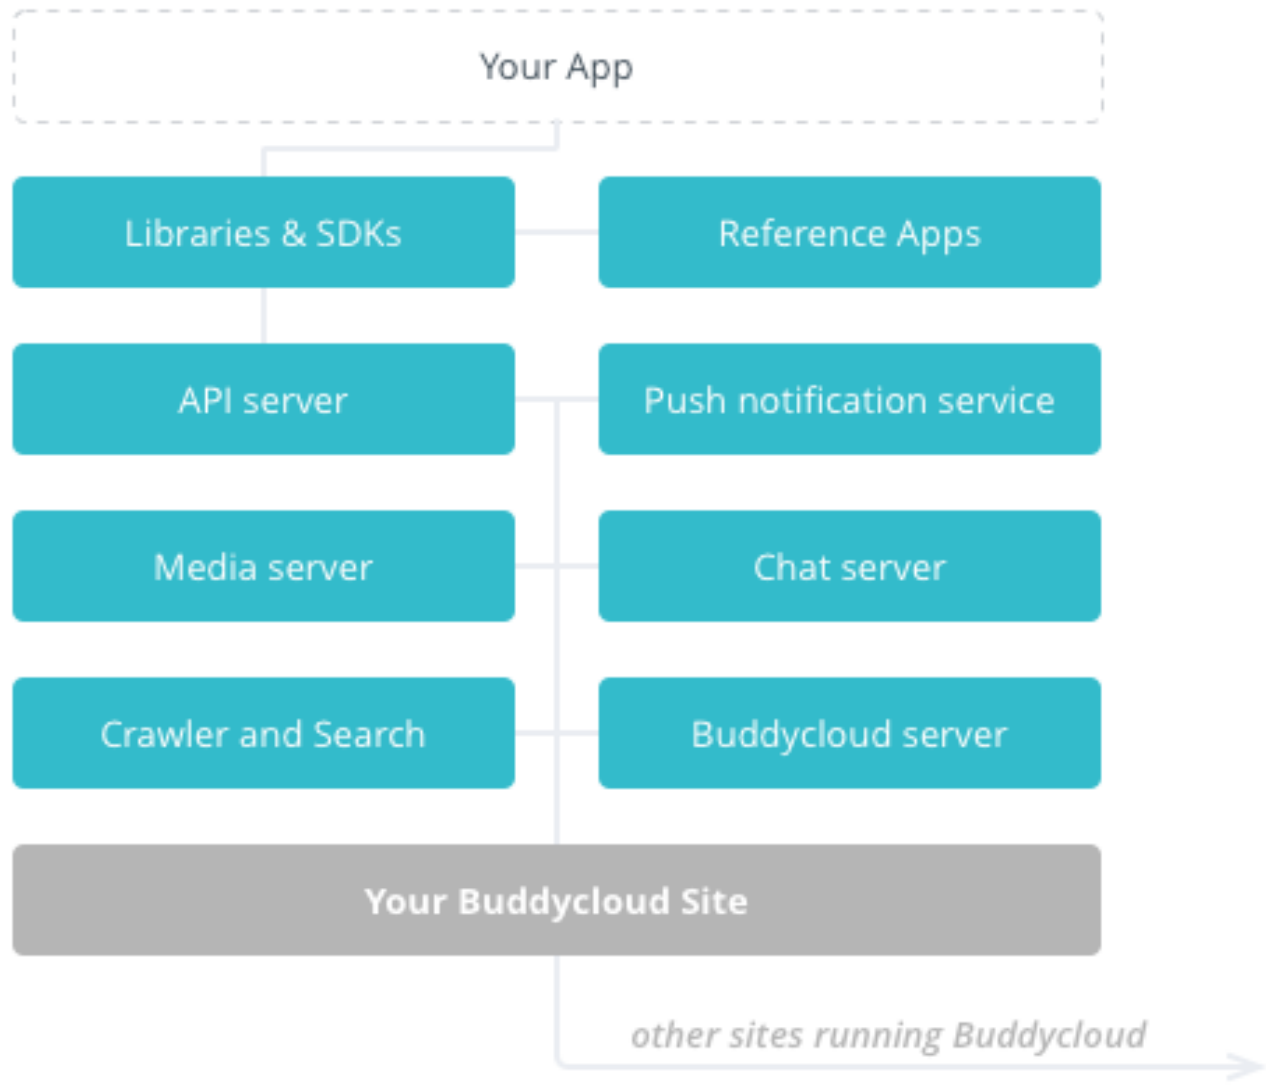 Your App
Libraries & SDKs
Reference Apps
API server
Push notification service
Media server
Chat server
Crawler and Search
Buddycloud server
Your Buddycloud Site
other sites running Buddycloud